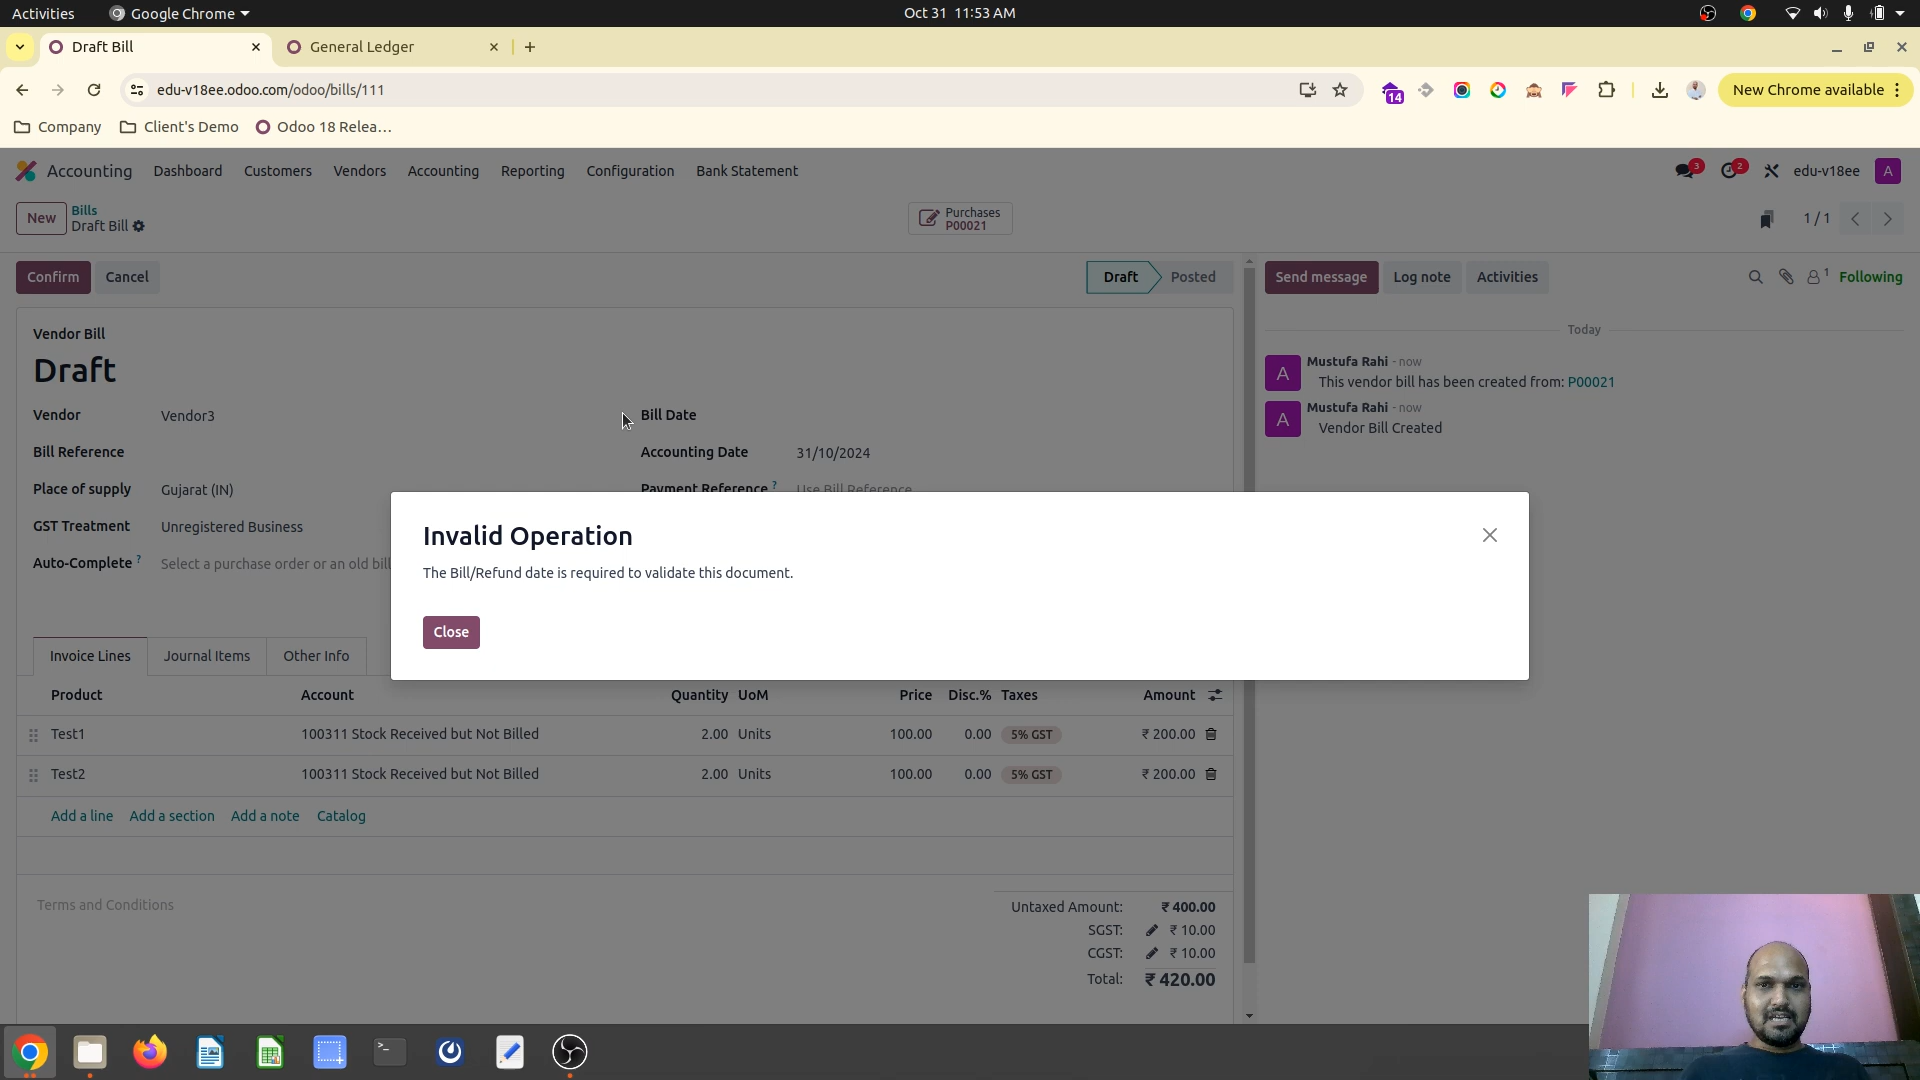 Activities Google Chrome Oct 31 11:53 AM
Draft Bill General Ledger
edu-v18ee.odoo.com/odoo/bills/111 14 New Chrome available
Company Client's Demo Odoo 18 Relea...
Accounting Dashboard Customers Vendors Accounting Reporting Configuration Bank Statement 3 2 edu-v18ee A
New Bills Purchases
Draft Bill P00021 1 / 1
Confirm Cancel Draft Posted Send message Log note Activities 1 Following
Today
Vendor Bill
Draft
A Mustufa Rahi - now
This vendor bill has been created from: P00021
A Mustufa Rahi - now
Vendor Bill Created
Vendor Vendor3 Bill Date
Bill Reference Accounting Date 31/10/2024
Place of supply Gujarat (IN) Payment Reference ? Use Bill Reference
GST Treatment Unregistered Business
Auto-Complete ? Select a purchase order or an old bill
Invalid Operation
The Bill/Refund date is required to validate this document.
Close
Invoice Lines Journal Items Other Info
Product Account Quantity UoM Price Disc.% Taxes Amount
Test1 100311 Stock Received but Not Billed 2.00 Units 100.00 0.00 5% GST ₹ 200.00
Test2 100311 Stock Received but Not Billed 2.00 Units 100.00 0.00 5% GST ₹ 200.00
Add a line Add a section Add a note Catalog
Terms and Conditions
Untaxed Amount: ₹ 400.00
SGST: ₹ 10.00
CGST: ₹ 10.00
Total: ₹ 420.00